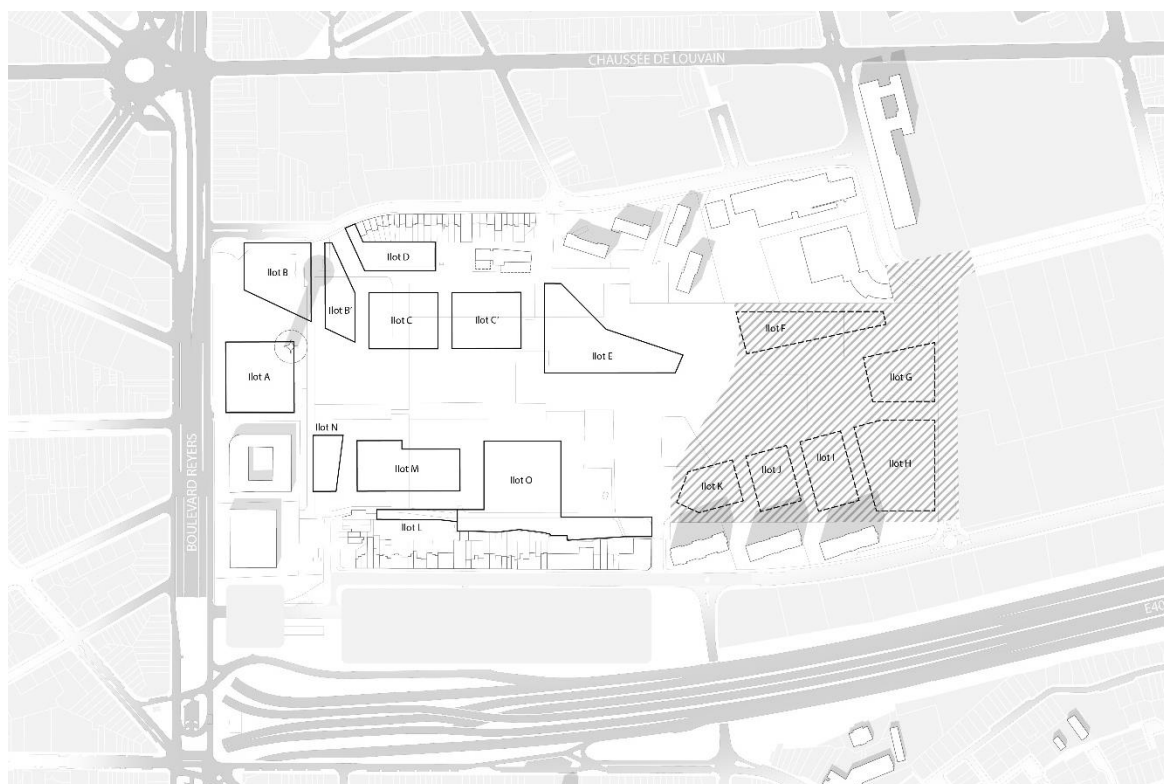 CHAUSSÉE DE LOUVAIN
Ilot B
Ilot D
Ilot B'
Ilot C
Ilot C'
Ilot E
Ilot F
Ilot A
Ilot G
BOULEVARD REYERS
Ilot N
Ilot M
Ilot O
Ilot K
Ilot J
Ilot I
Ilot H
Ilot L
E40